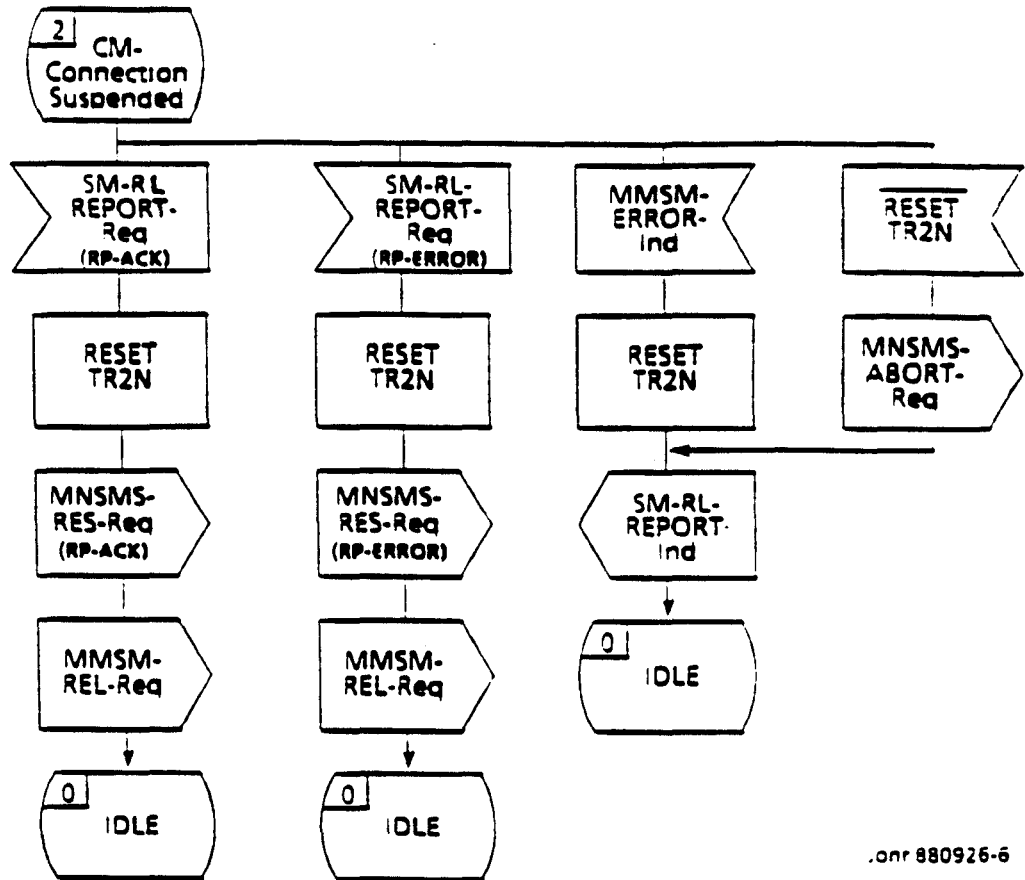 2
CM-
Connection
Suspended
SM-RL
REPORT-
Req
(RP-ACK)
SM-RL-
REPORT-
Req
(RP-ERROR)
MMSM-
ERROR-
Ind
RESET
TR2N
RESET
TR2N
RESET
TR2N
RESET
TR2N
MNSMS-
ABORT-
Req
MNSMS-
RES-Req
(RP-ACK)
MNSMS-
RES-Req
(RP-ERROR)
SM-RL-
REPORT-
Ind
MMSM-
REL-Req
MMSM-
REL-Req
0
IDLE
0
IDLE
0
IDLE
880926-6